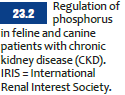 23.2 Regulation of
phosphorus
in feline and canine
patients with chronic
kidney disease (CKD).
IRIS = International
Renal Interest Society.